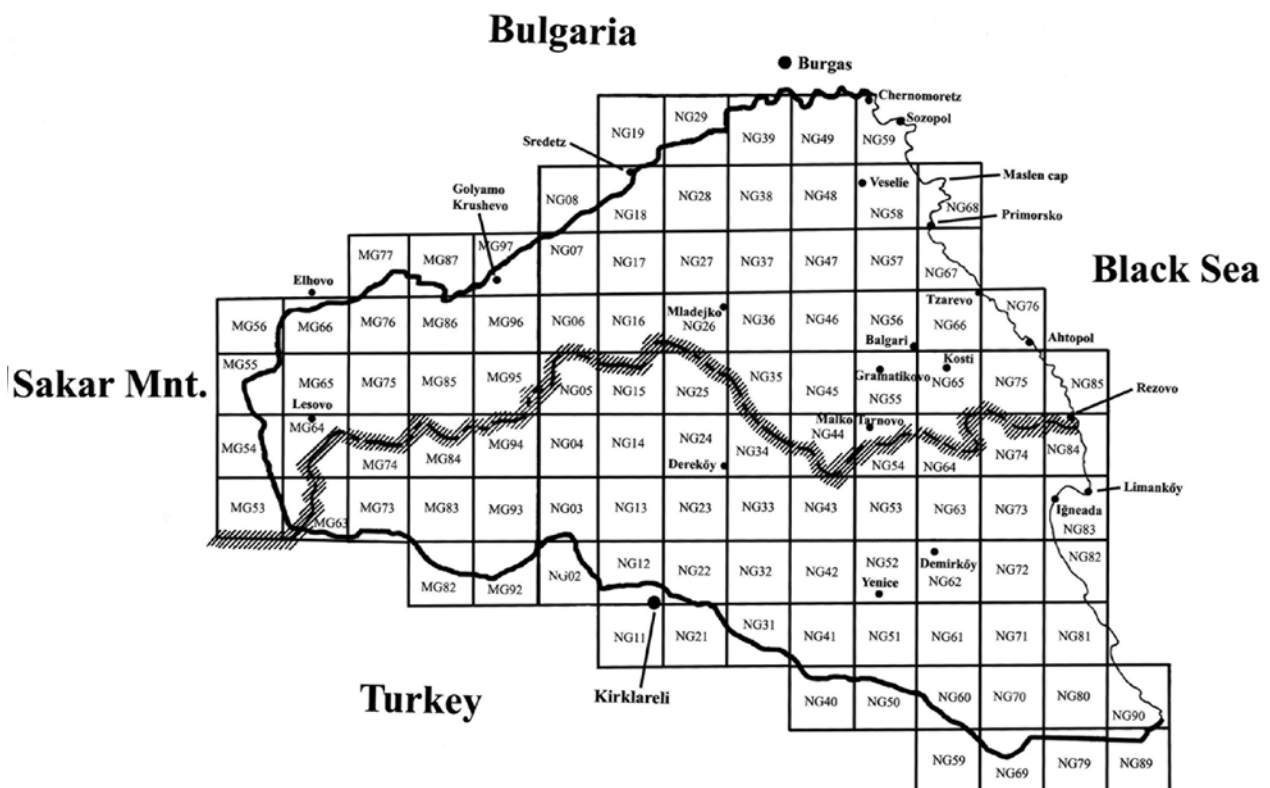 Bulgaria
Burgas
Chernomoretz
NG19
NG29
NG39
NG49
NG59
Sozopol
Sredetz
Maslen cap
Golyamo
Krushevo
NG08
NG18
NG28
NG38
NG48
Veselie
NG58
NG68
Primorsko
MG77
MG87
MG97
NG07
NG17
NG27
NG37
NG47
NG57
NG67
Black Sea
Elhovo
Tzarevo
MG56
MG66
MG76
MG86
MG96
NG06
NG16
Mladejko
NG26
NG36
NG46
NG56
NG66
NG76
Balgari
Ahtopol
Sakar Mnt.
MG55
MG65
MG75
MG85
MG95
NG05
NG15
NG25
NG35
NG45
Gramatikovo
NG55
Kosti
NG65
NG75
NG85
Rezovo
Lesovo
MG54
MG64
MG74
MG84
MG94
NG04
NG14
NG24
Dereköy
NG34
NG44
Malko Tarnovo
NG54
NG64
NG74
NG84
Limanköy
MG53
MG63
MG73
MG83
MG93
NG03
NG13
NG23
NG33
NG43
NG53
NG63
NG73
Iğneada
NG83
MG82
MG92
NG02
NG12
NG22
NG32
NG42
NG52
Yenice
Demirköy
NG62
NG72
NG82
NG11
NG21
NG31
NG41
NG51
NG61
NG71
NG81
Turkey
Kirklareli
NG40
NG50
NG60
NG70
NG80
NG90
NG59
NG69
NG79
NG89